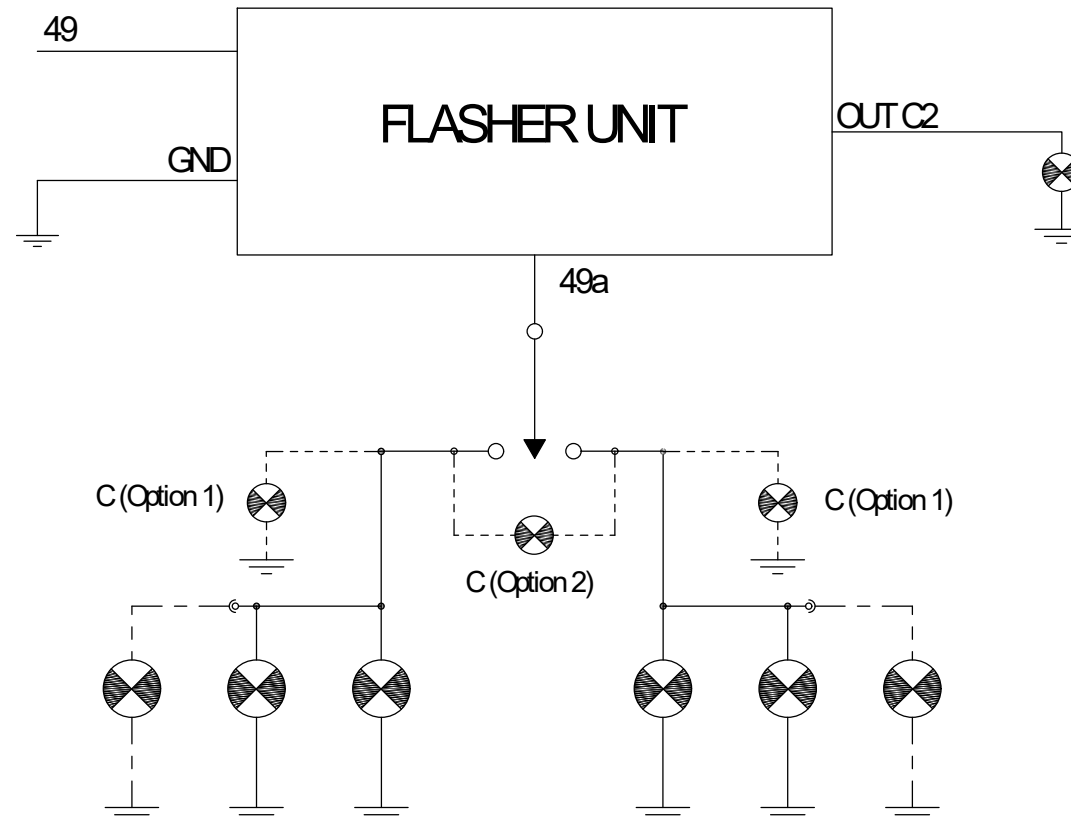 49
FLASHER UNIT
OUT C2
GND
49a
C (Option 1)
C (Option 1)
C (Option 2)